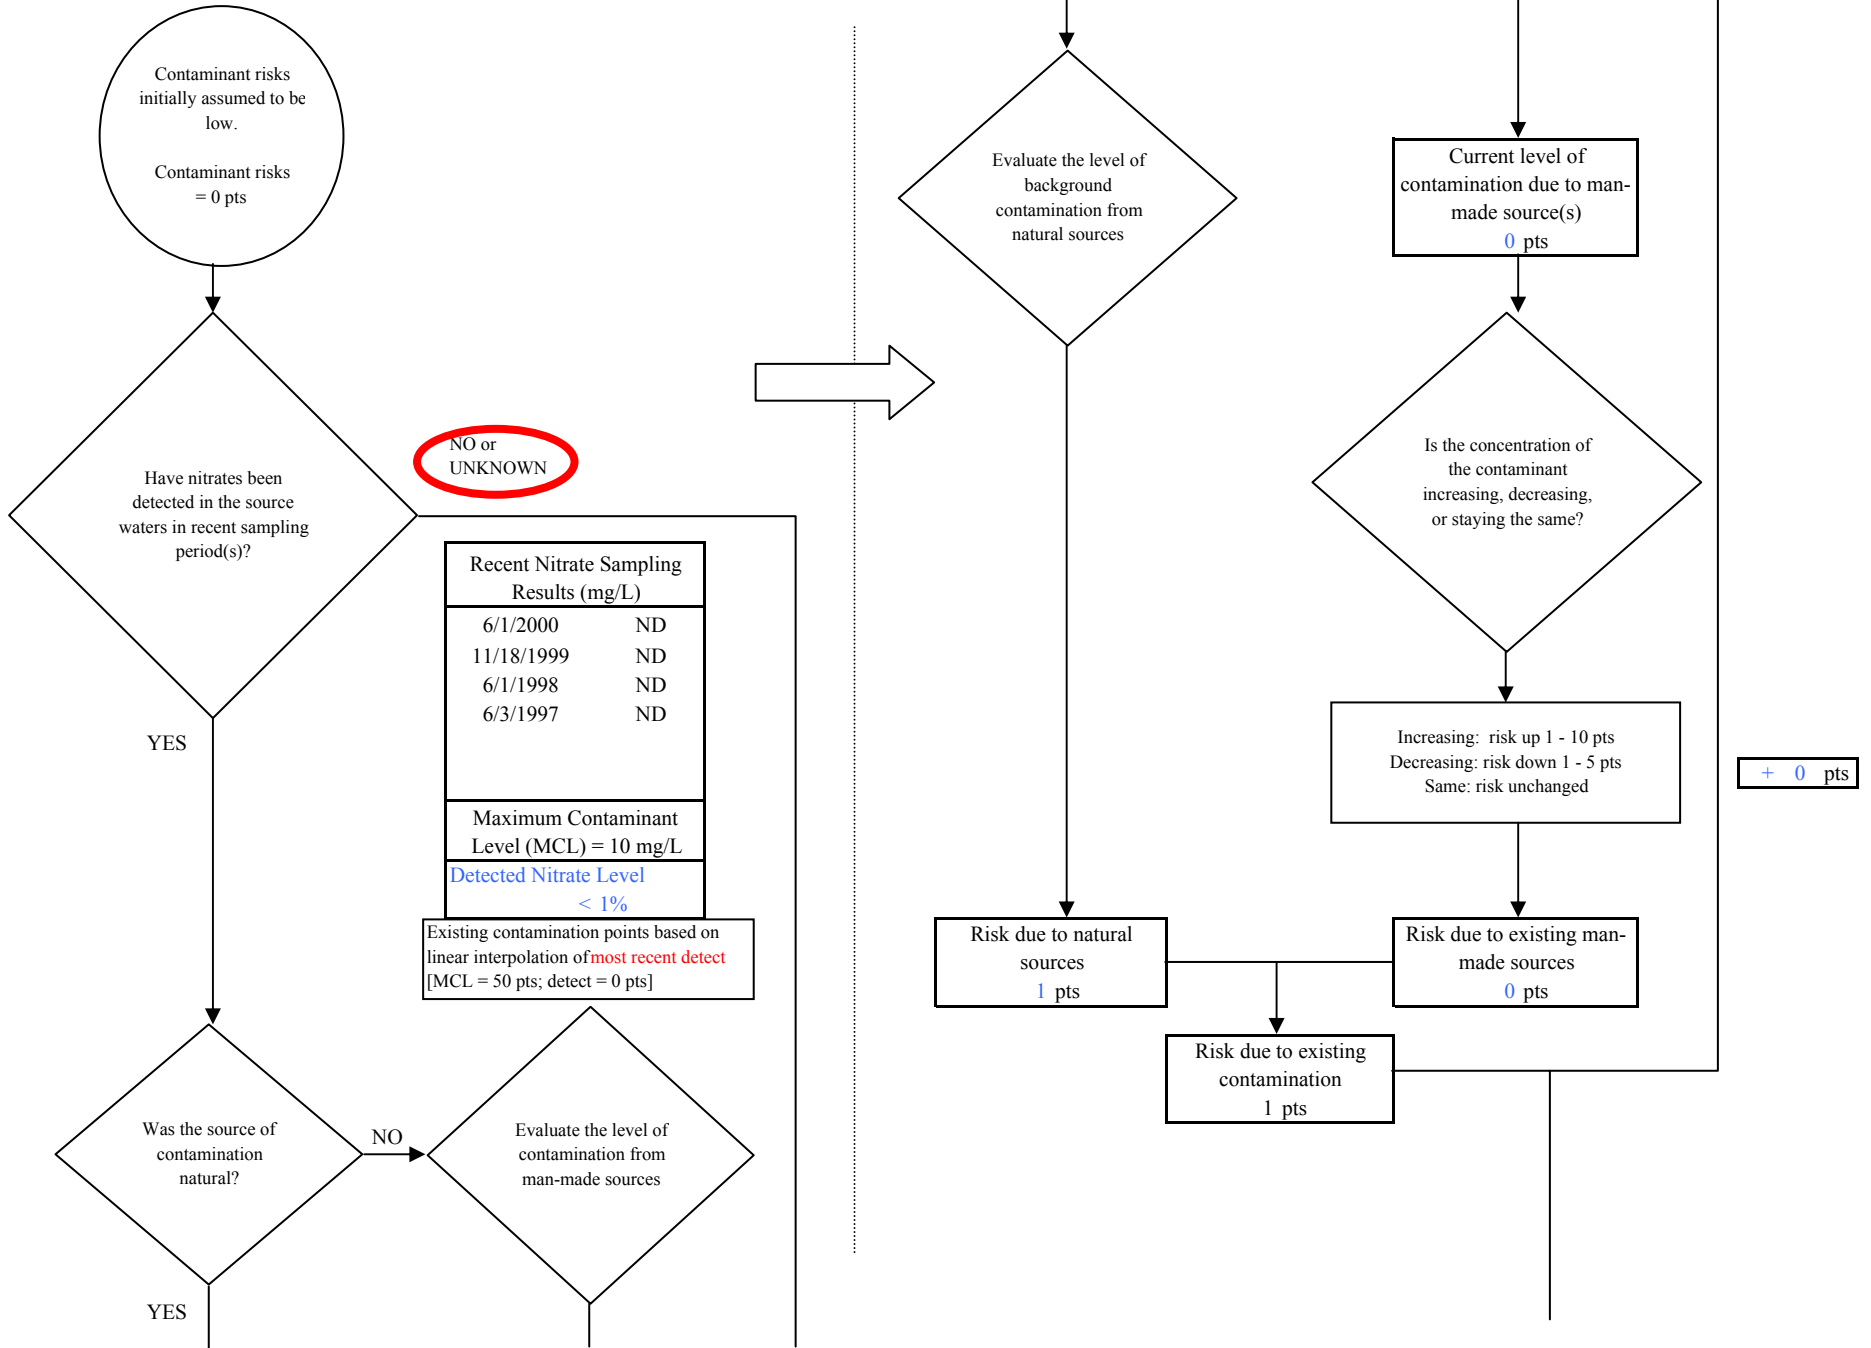 Contaminant risks
initially assumed to be
low.
Contaminant risks
= 0 pts
Have nitrates been
detected in the source
waters in recent sampling
period(s)?
NO or
UNKNOWN
YES
Recent Nitrate Sampling
Results (mg/L)
6/1/2000 ND
11/18/1999 ND
6/1/1998 ND
6/3/1997 ND
Maximum Contaminant
Level (MCL) = 10 mg/L
Detected Nitrate Level
< 1%
Existing contamination points based on
linear interpolation of most recent detect
[MCL = 50 pts; detect = 0 pts]
Was the source of
contamination
natural?
NO
YES
Evaluate the level of
contamination from
man-made sources
Evaluate the level of
background
contamination from
natural sources
Current level of
contamination due to man-
made source(s)
0 pts
Is the concentration of
the contaminant
increasing, decreasing,
or staying the same?
Increasing: risk up 1 - 10 pts
Decreasing: risk down 1 - 5 pts
Same: risk unchanged
+ 0 pts
Risk due to natural
sources
1 pts
Risk due to existing man-
made sources
0 pts
Risk due to existing
contamination
1 pts